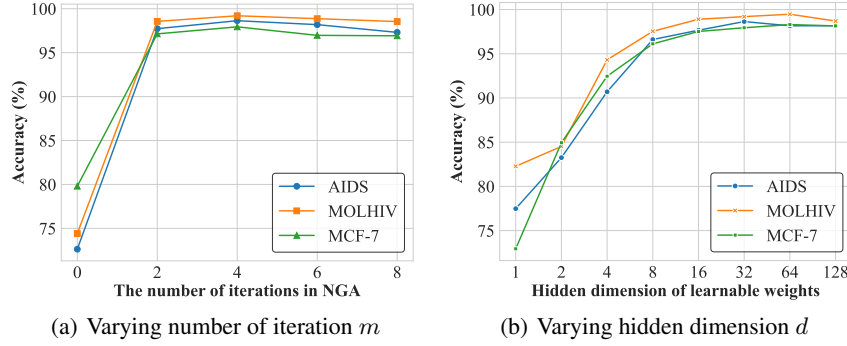 100
95
90
85
80
75
Accuracy (%)
AIDS
MOLHIV
MCF-7
0 2 4 6 8
The number of iterations in NGA
(a) Varying number of iteration m
100
95
90
85
80
75
Accuracy (%)
AIDS
MOLHIV
MCF-7
1 2 4 8 16 32 64 128
Hidden dimension of learnable weights
(b) Varying hidden dimension d